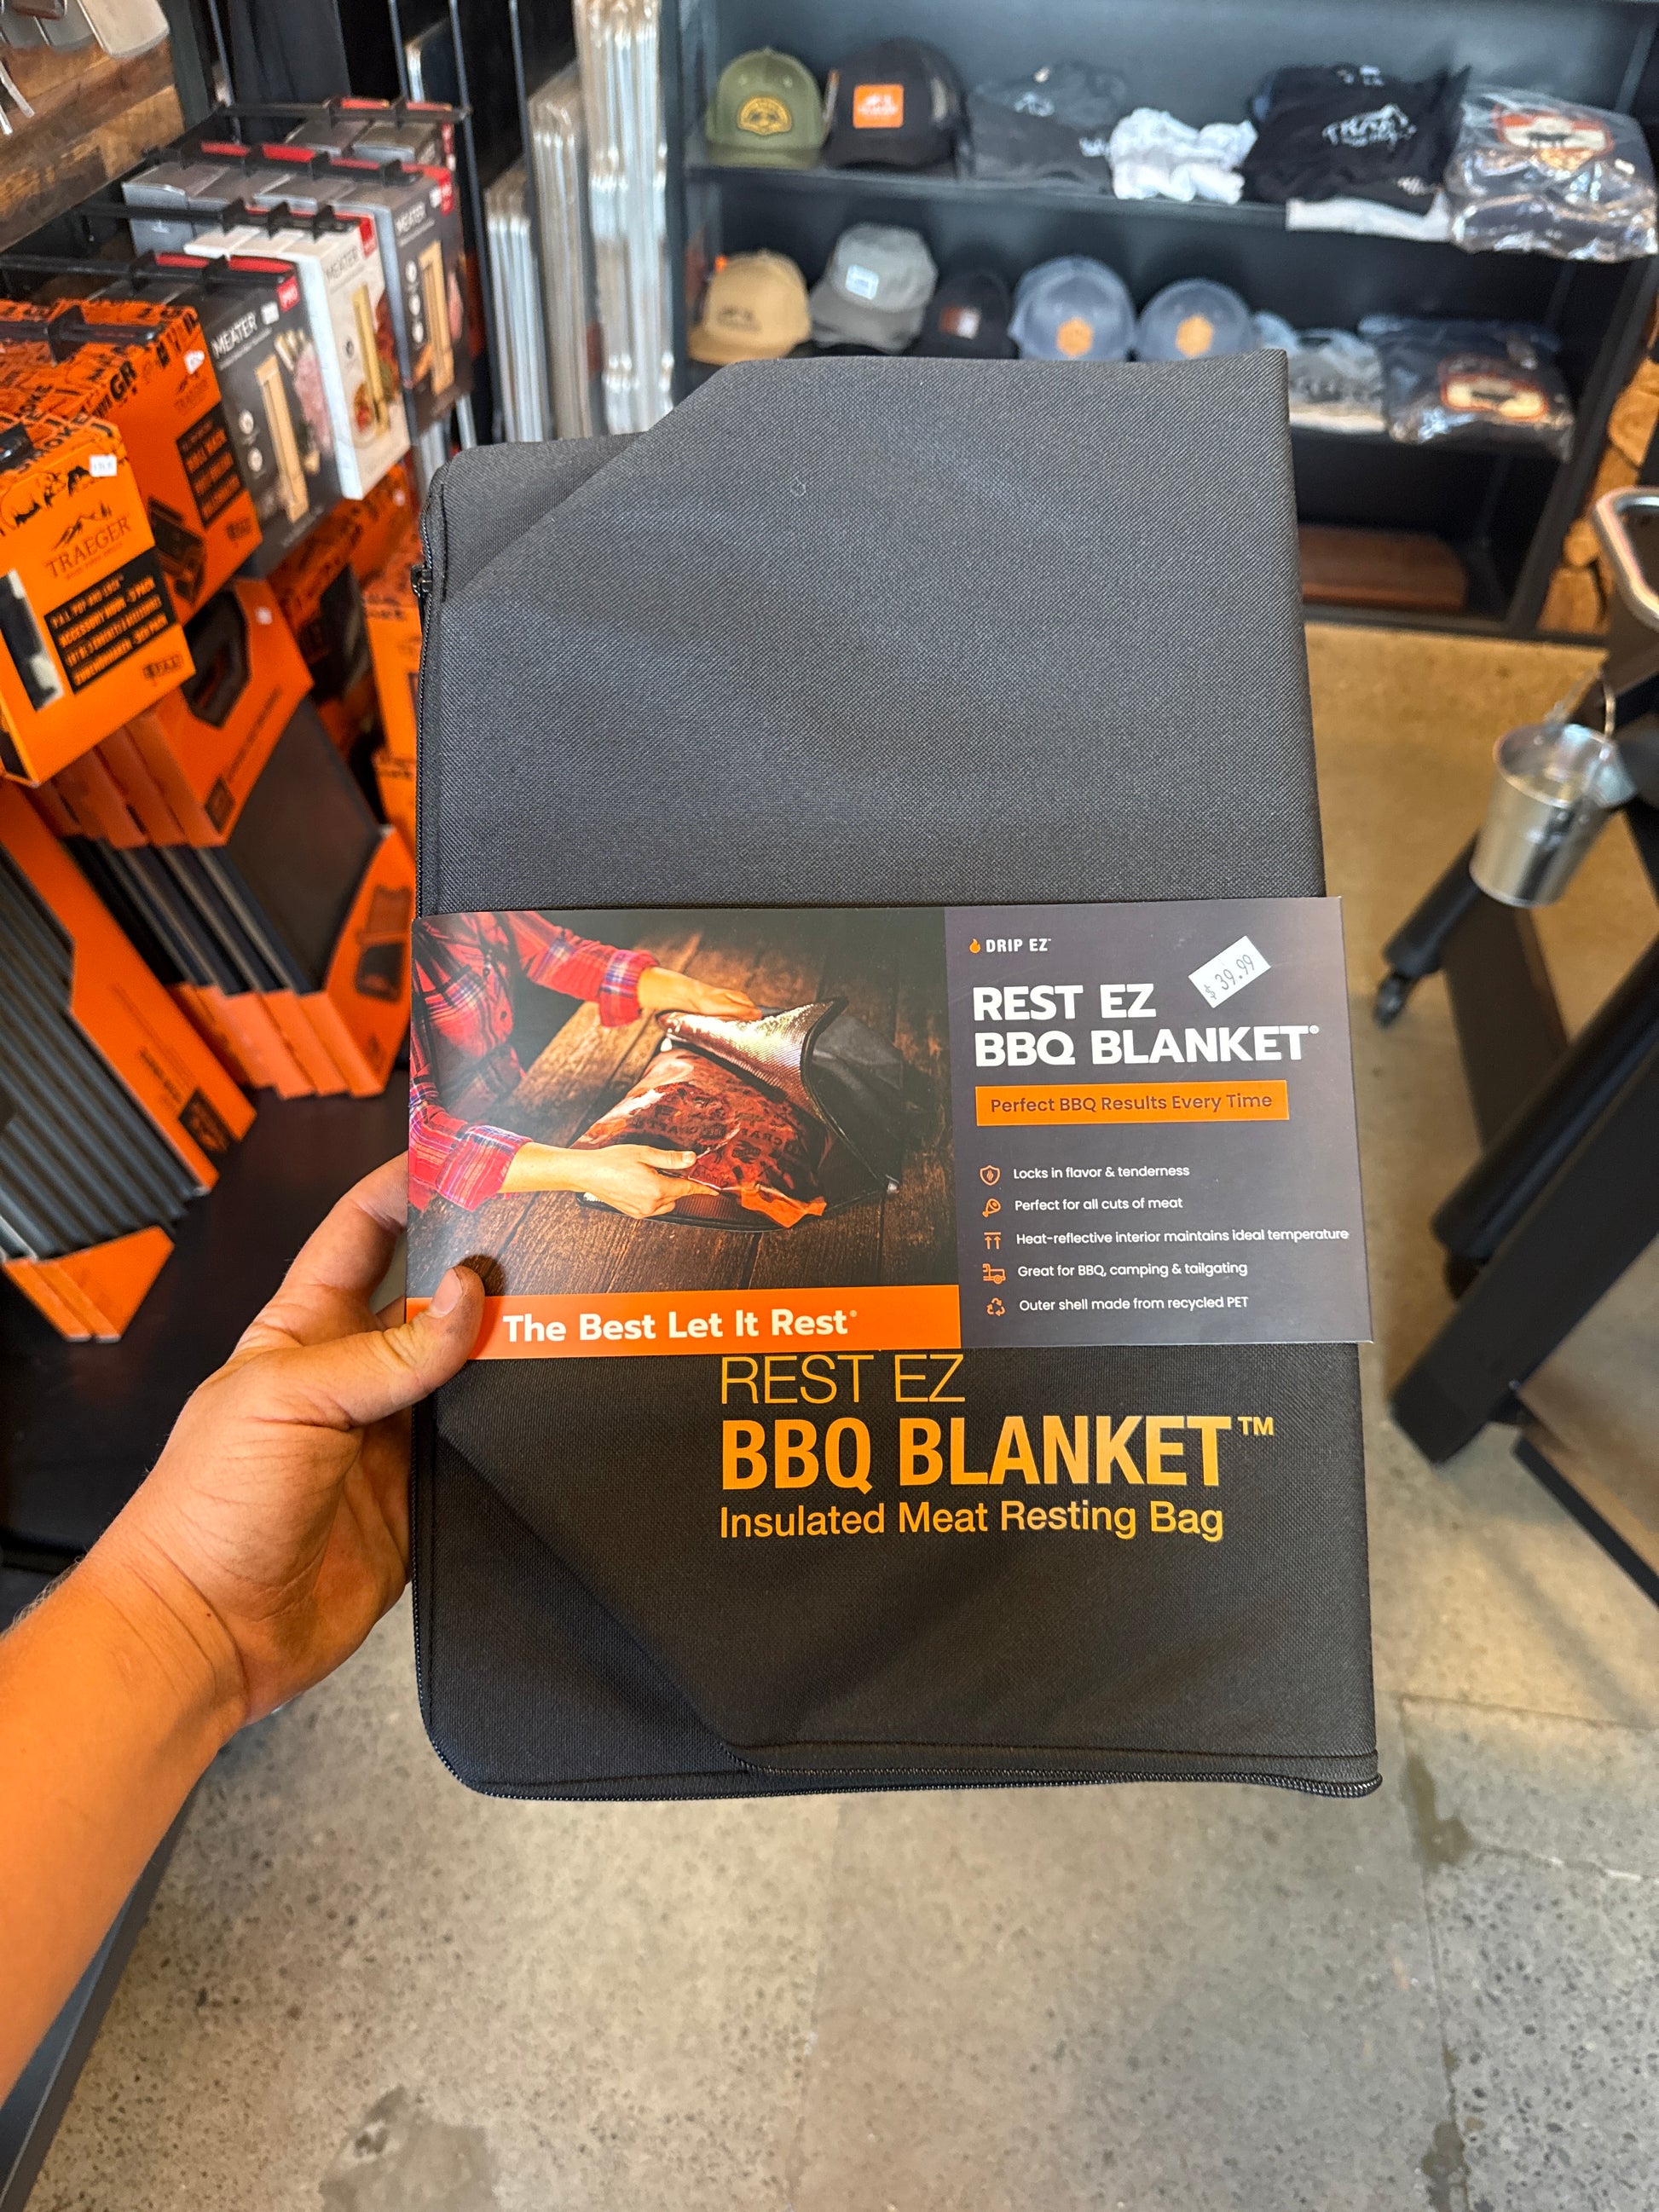 DRIP EZ
$ 39.99
REST EZ
BBQ BLANKET®
Perfect BBQ Results Every Time
Locks in flavor & tenderness
Perfect for all cuts of meat
Heat-reflective interior maintains ideal temperature
Great for BBQ, camping & tailgating
Outer shell made from recycled PET
The Best Let It Rest®
REST EZ
BBQ BLANKET™
Insulated Meat Resting Bag
TRAEGER
MEATER
MEATER
MEATER